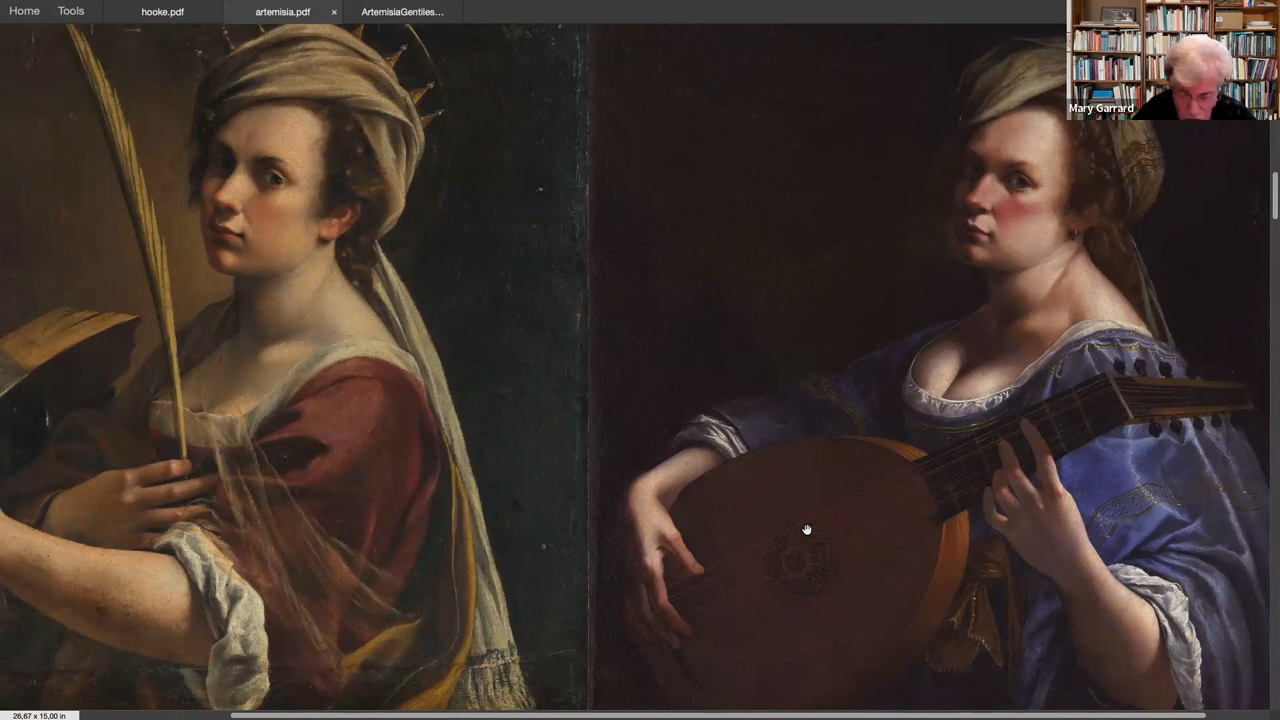 Home Tools hooke.pdf artemisia.pdf × ArtemisiaGentiles...
Mary Garrard
26,67 x 15,00 in